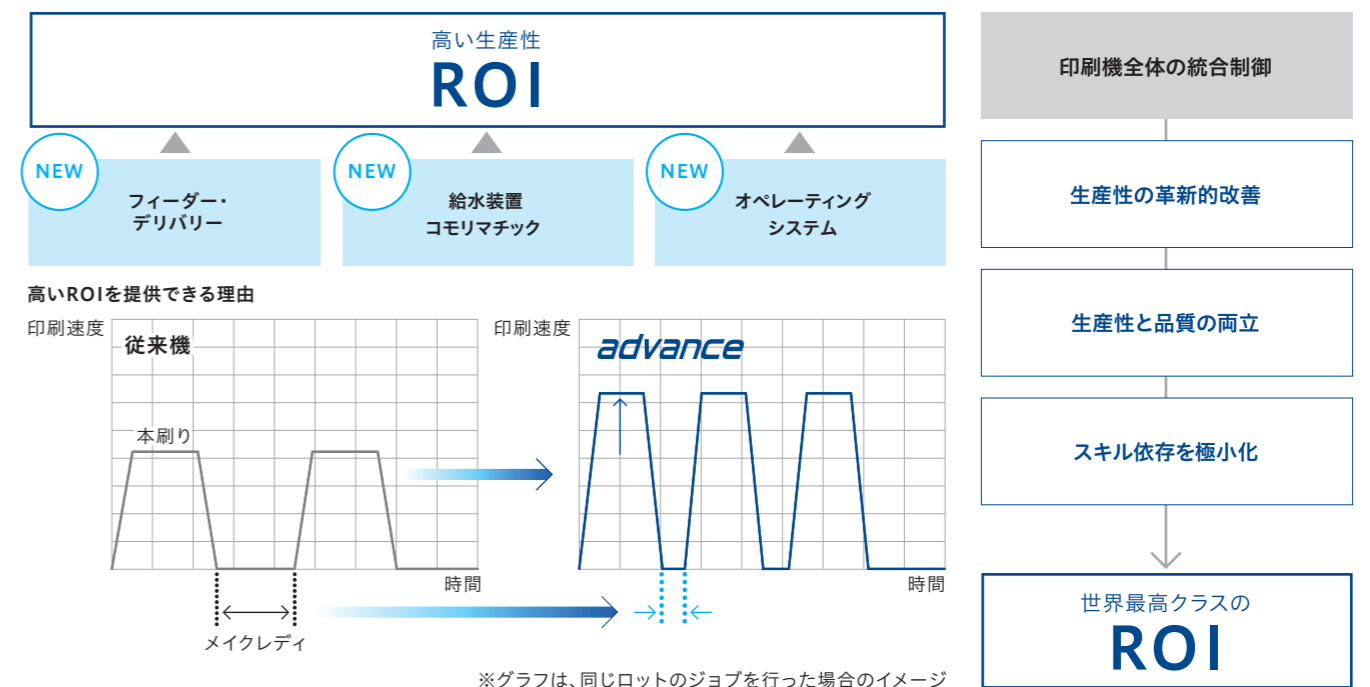 高い生産性
ROI
NEW
フィーダー・
デリバリー
NEW
給水装置
コモリマチック
NEW
オペレーティング
システム
高いROIを提供できる理由
印刷速度
従来機
本刷り
時間
メイクレディ
印刷速度
advance
時間
※グラフは、同じロットのジョブを行った場合のイメージ
印刷機全体の統合制御
生産性の革新的改善
生産性と品質の両立
スキル依存を極小化
世界最高クラスの
ROI